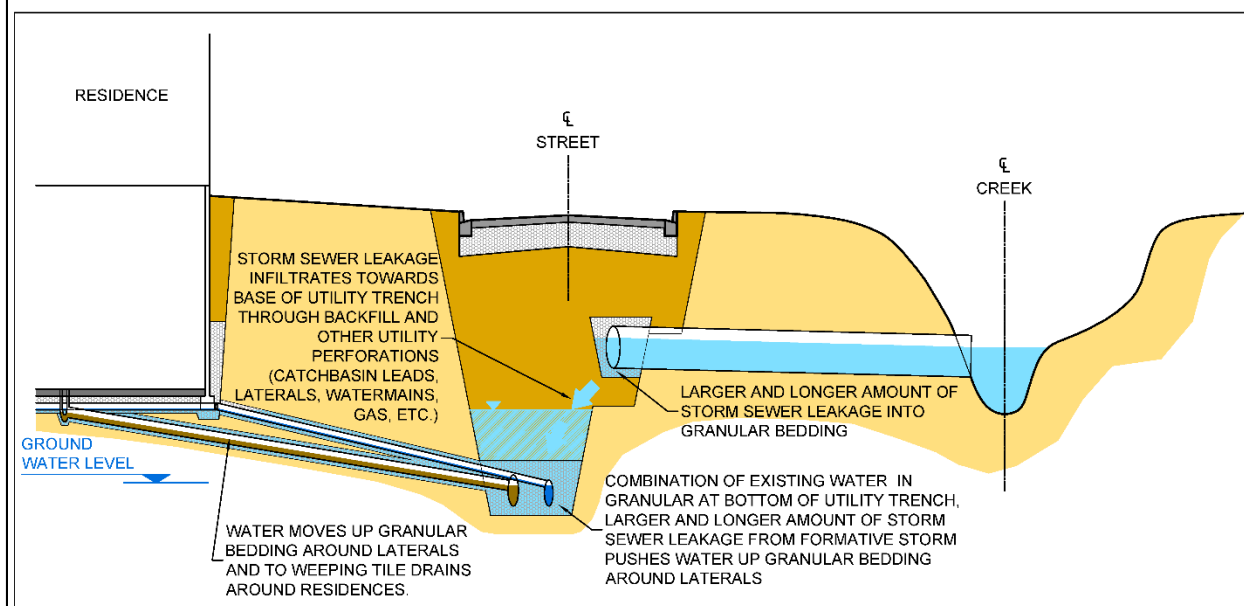 RESIDENCE
℄
STREET
℄
CREEK
STORM SEWER LEAKAGE
INFILTRATES TOWARDS
BASE OF UTILITY TRENCH
THROUGH BACKFILL AND
OTHER UTILITY
PERFORATIONS
(CATCHBASIN LEADS,
LATERALS, WATERMAINS,
GAS, ETC.)
LARGER AND LONGER AMOUNT OF
STORM SEWER LEAKAGE INTO
GRANULAR BEDDING
GROUND
WATER LEVEL
WATER MOVES UP GRANULAR
BEDDING AROUND LATERALS
AND TO WEEPING TILE DRAINS
AROUND RESIDENCES.
COMBINATION OF EXISTING WATER IN
GRANULAR AT BOTTOM OF UTILITY TRENCH,
LARGER AND LONGER AMOUNT OF STORM
SEWER LEAKAGE FROM FORMATIVE STORM
PUSHES WATER UP GRANULAR BEDDING
AROUND LATERALS